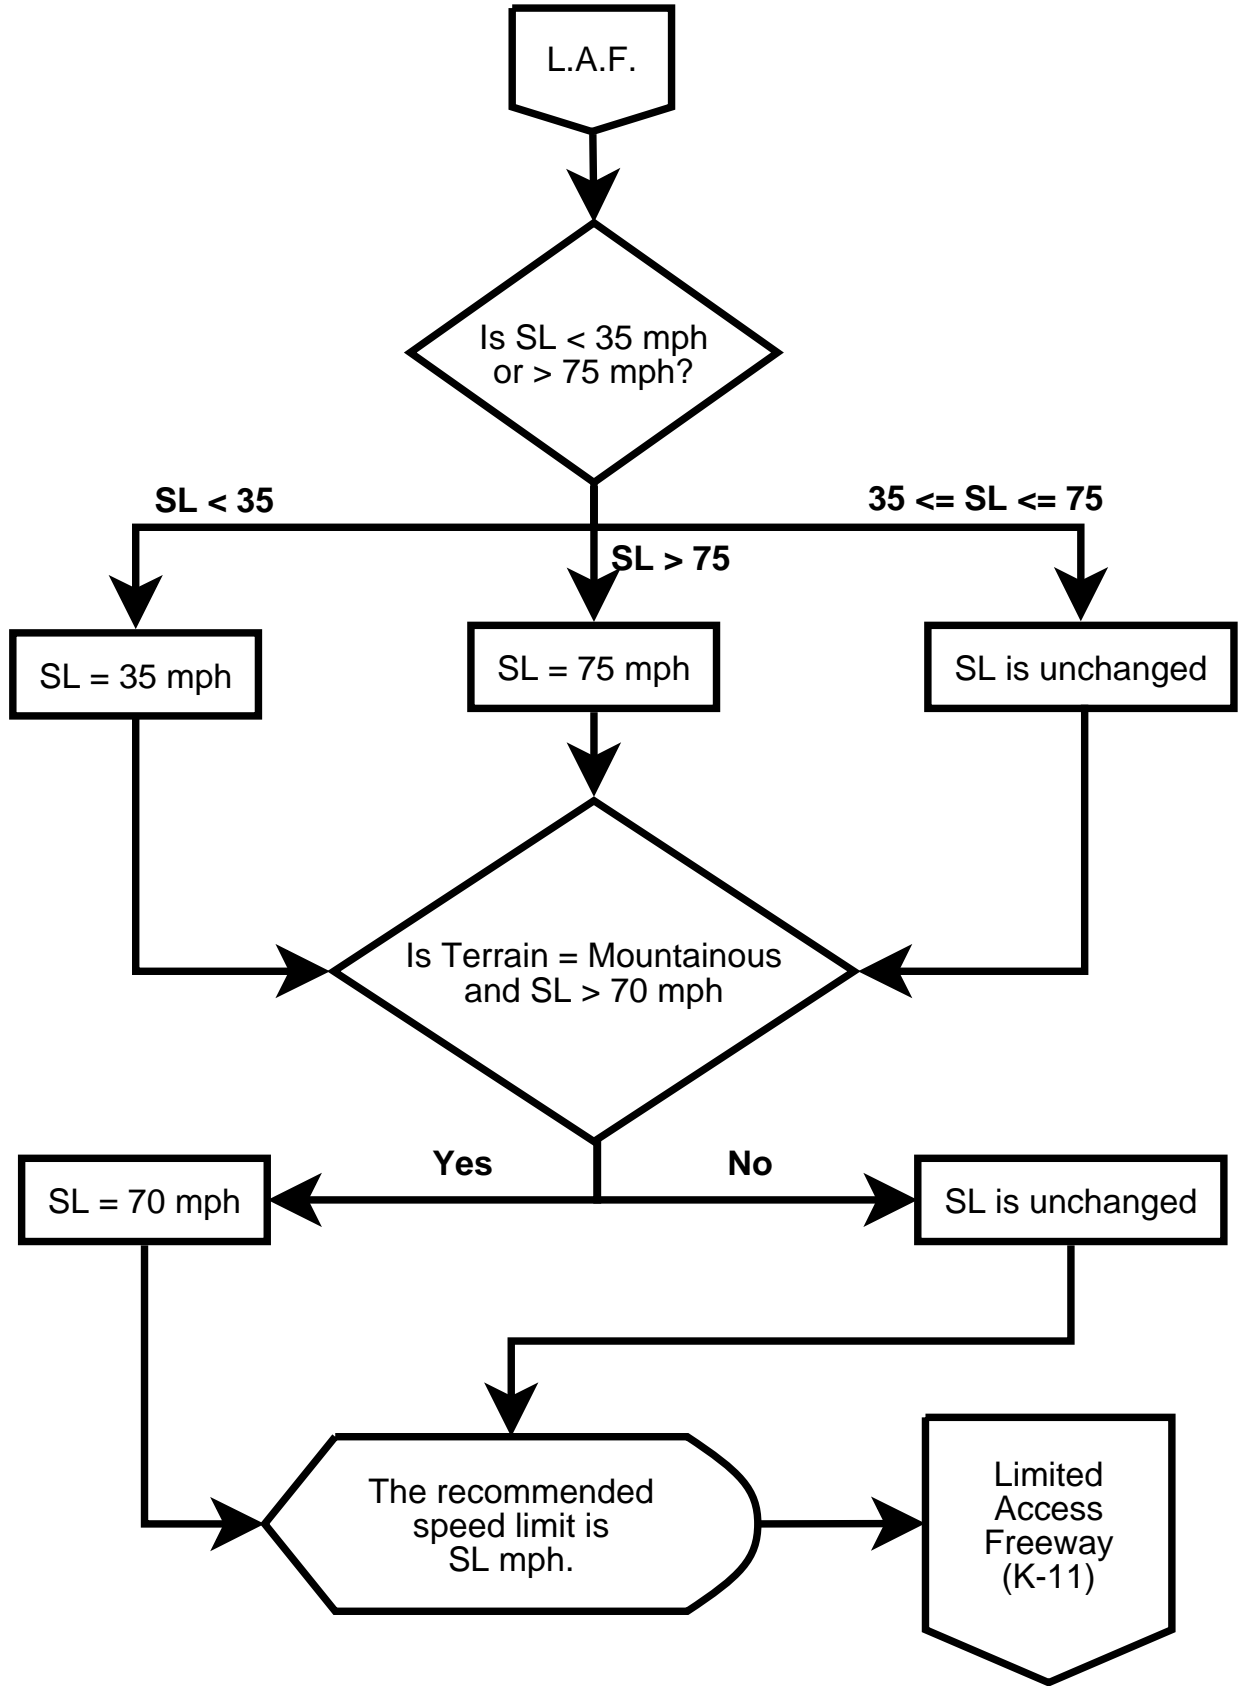 L.A.F.
Is SL < 35 mph
or > 75 mph?
SL < 35
35 <= SL <= 75
SL > 75
SL = 35 mph
SL = 75 mph
SL is unchanged
Is Terrain = Mountainous
and SL > 70 mph
Yes
No
SL = 70 mph
SL is unchanged
The recommended
speed limit is
SL mph.
Limited
Access
Freeway
(K-11)